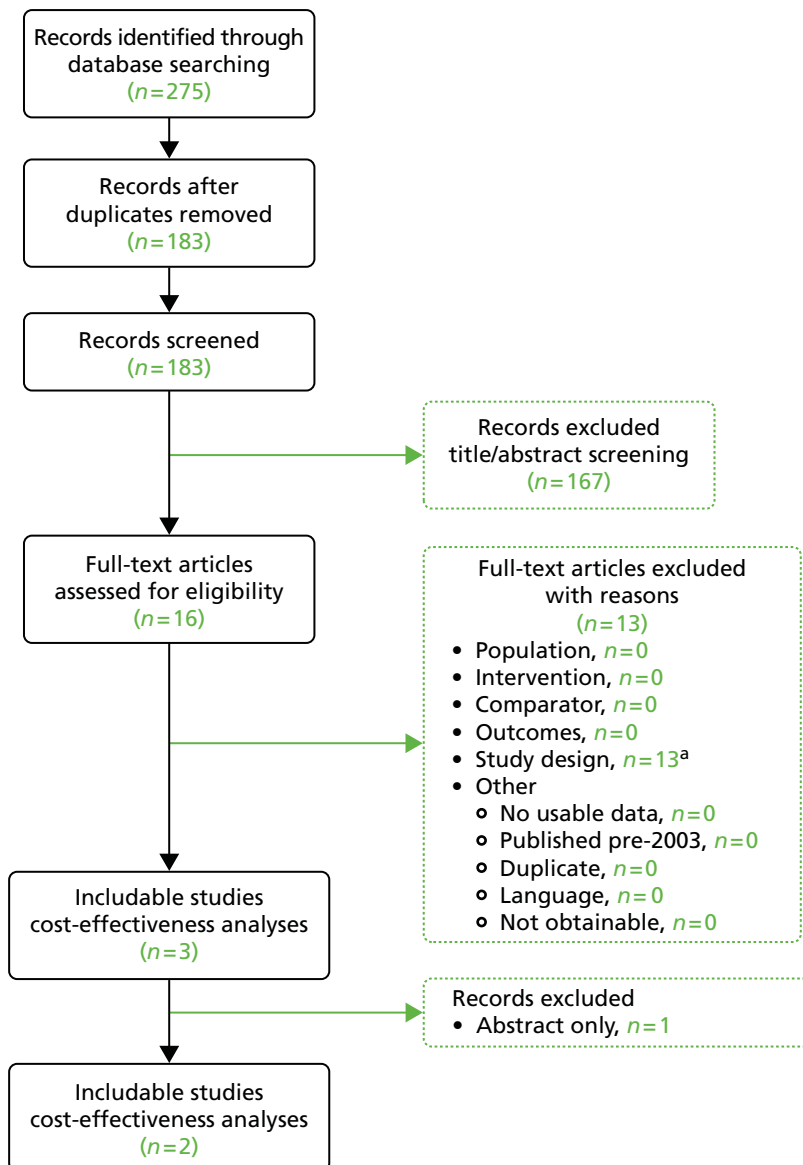 Records identified through
database searching
(n=275)
Records after
duplicates removed
(n=183)
Records screened
(n=183)
Records excluded
title/abstract screening
(n=167)
Full-text articles
assessed for eligibility
(n=16)
Full-text articles excluded
with reasons
(n=13)
• Population, n=0
• Intervention, n=0
• Comparator, n=0
• Outcomes, n=0
• Study design, n=13a
• Other
No usable data, n=0
Published pre-2003, n=0
Duplicate, n=0
Language, n=0
Not obtainable, n=0
Includable studies
cost-effectiveness analyses
(n=3)
Records excluded
• Abstract only, n=1
Includable studies
cost-effectiveness analyses
(n=2)